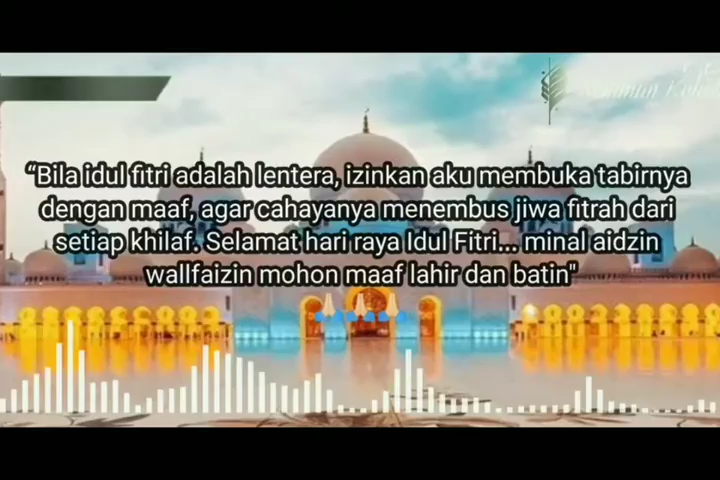 “Bila idul fitri adalah lentera, izinkan aku membuka tabirnya
dengan maaf, agar cahayanya menembus jiwa fitrah dari
setiap khilaf. Selamat hari raya Idul Fitri... minal aidzin
wallfaizin mohon maaf lahir dan batin"